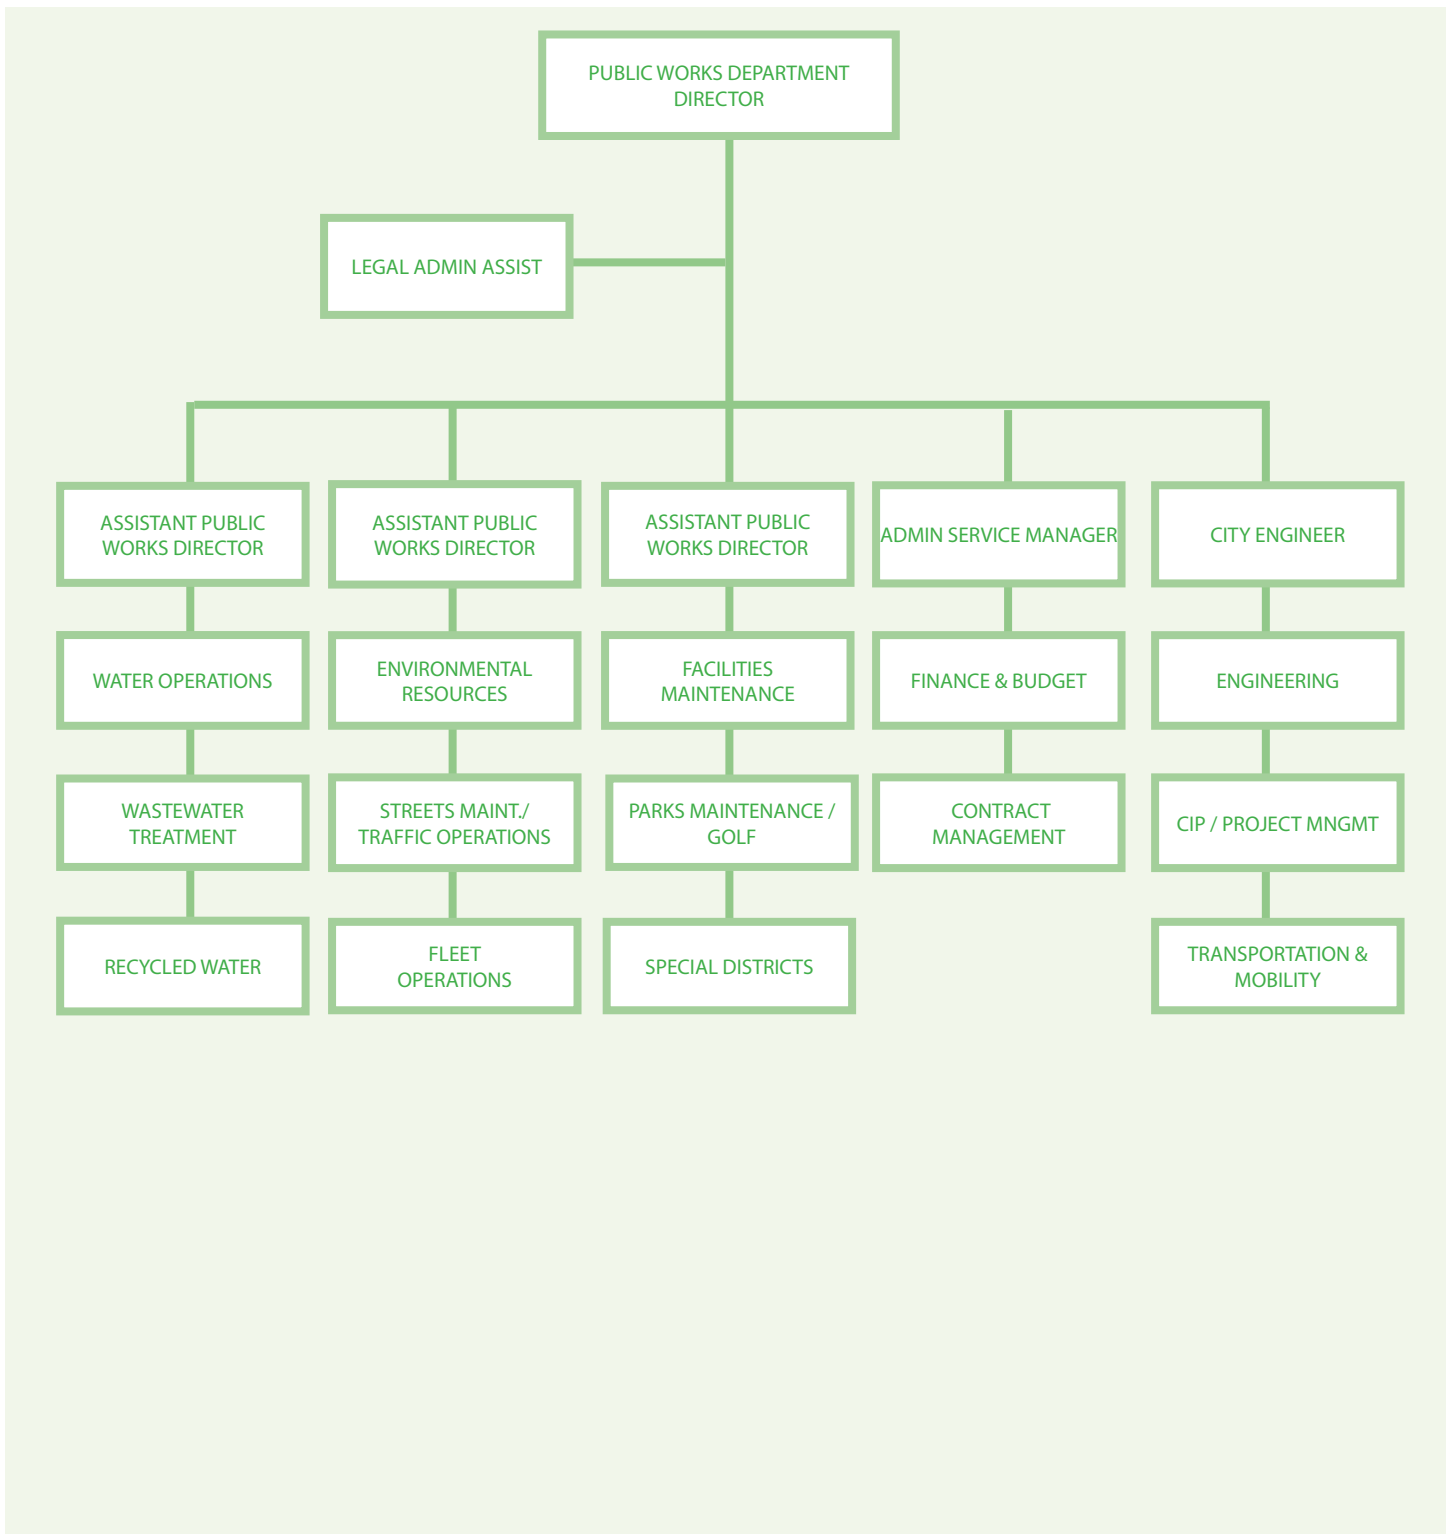 PUBLIC WORKS DEPARTMENT
DIRECTOR
LEGAL ADMIN ASSIST
ASSISTANT PUBLIC
WORKS DIRECTOR
ASSISTANT PUBLIC
WORKS DIRECTOR
ASSISTANT PUBLIC
WORKS DIRECTOR
ADMIN SERVICE MANAGER
CITY ENGINEER
WATER OPERATIONS
ENVIRONMENTAL
RESOURCES
FACILITIES
MAINTENANCE
FINANCE & BUDGET
ENGINEERING
WASTEWATER
TREATMENT
STREETS MAINT./
TRAFFIC OPERATIONS
PARKS MAINTENANCE /
GOLF
CONTRACT
MANAGEMENT
CIP / PROJECT MNGMT
RECYCLED WATER
FLEET
OPERATIONS
SPECIAL DISTRICTS
TRANSPORTATION &
MOBILITY